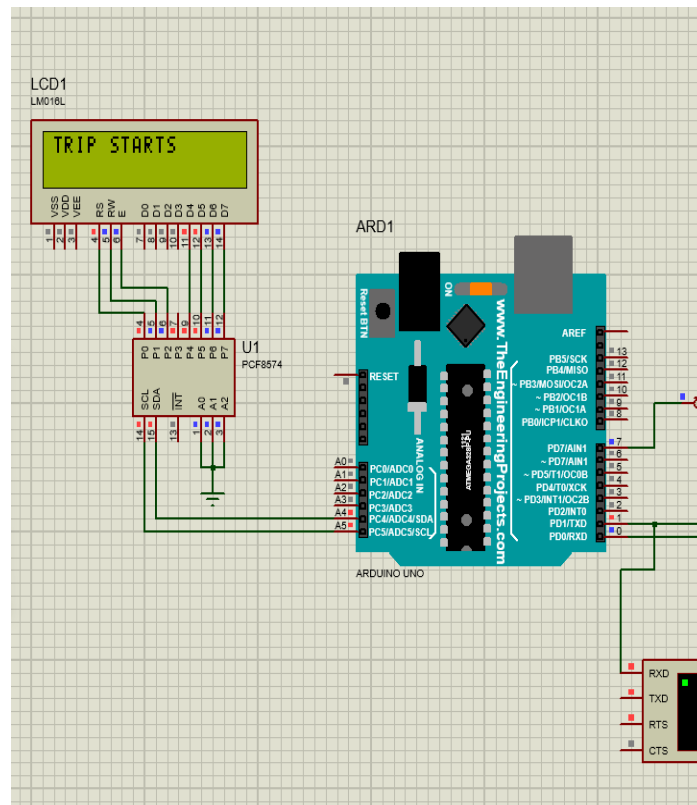 LCD1
LM016L
TRIP STARTS
VSS
VDD
VEE
RS
RW
E
D0
D1
D2
D3
D4
D5
D6
D7
1
2
3
4
5
6
7
8
9
10
11
12
13
14
4
5
6
7
9
10
11
12
P0
P1
P2
P3
P4
P5
P6
P7
U1
PCF8574
SCL
SDA
INT
A0
A1
A2
14
15
13
1
2
3
ARD1
Reset BTN
ON
www.TheEngineeringProjects.com
RESET
ANALOG IN
A0
PC0/ADC0
A1
PC1/ADC1
A2
PC2/ADC2
A3
PC3/ADC3
A4
PC4/ADC4/SDA
A5
PC5/ADC5/SCL
AREF
PB5/SCK
13
PB4/MISO
12
~ PB3/MOSI/OC2A
11
~ PB2/OC1B
10
~ PB1/OC1A
9
PB0/ICP1/CLKO
8
PD7/AIN1
7
~ PD7/AIN1
6
~ PD5/T1/OC0B
5
PD4/T0/XCK
4
~ PD3/INT1/OC2B
3
PD2/INT0
2
PD1/TXD
1
PD0/RXD
0
ARDUINO UNO
RXD
TXD
RTS
CTS